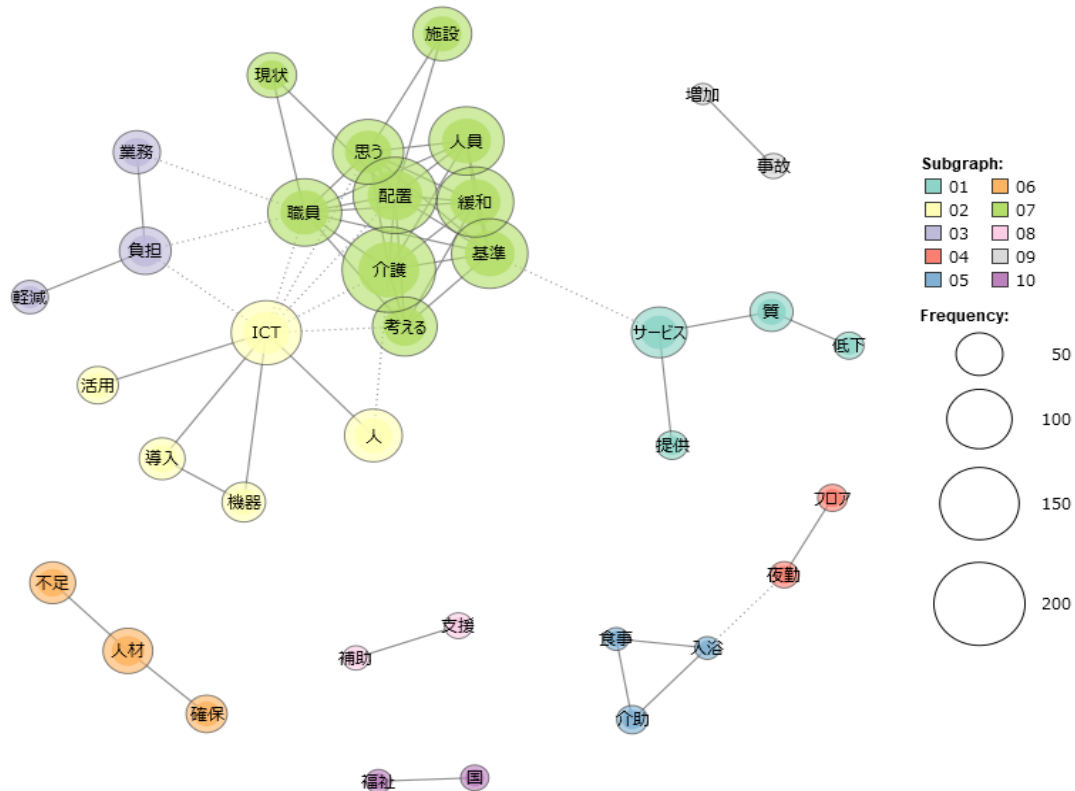 施設
現状
増加
業務
思う
人員
事故
配置
職員
緩和
負担
基準
介護
軽減
ICT
考える
サービス
質
低下
活用
人
提供
導入
機器
フロア
不足
夜勤
人材
支援
補助
食事
入浴
確保
介助
福祉
国
Subgraph:
01 06
02 07
03 08
04 09
05 10
Frequency:
50
100
150
200